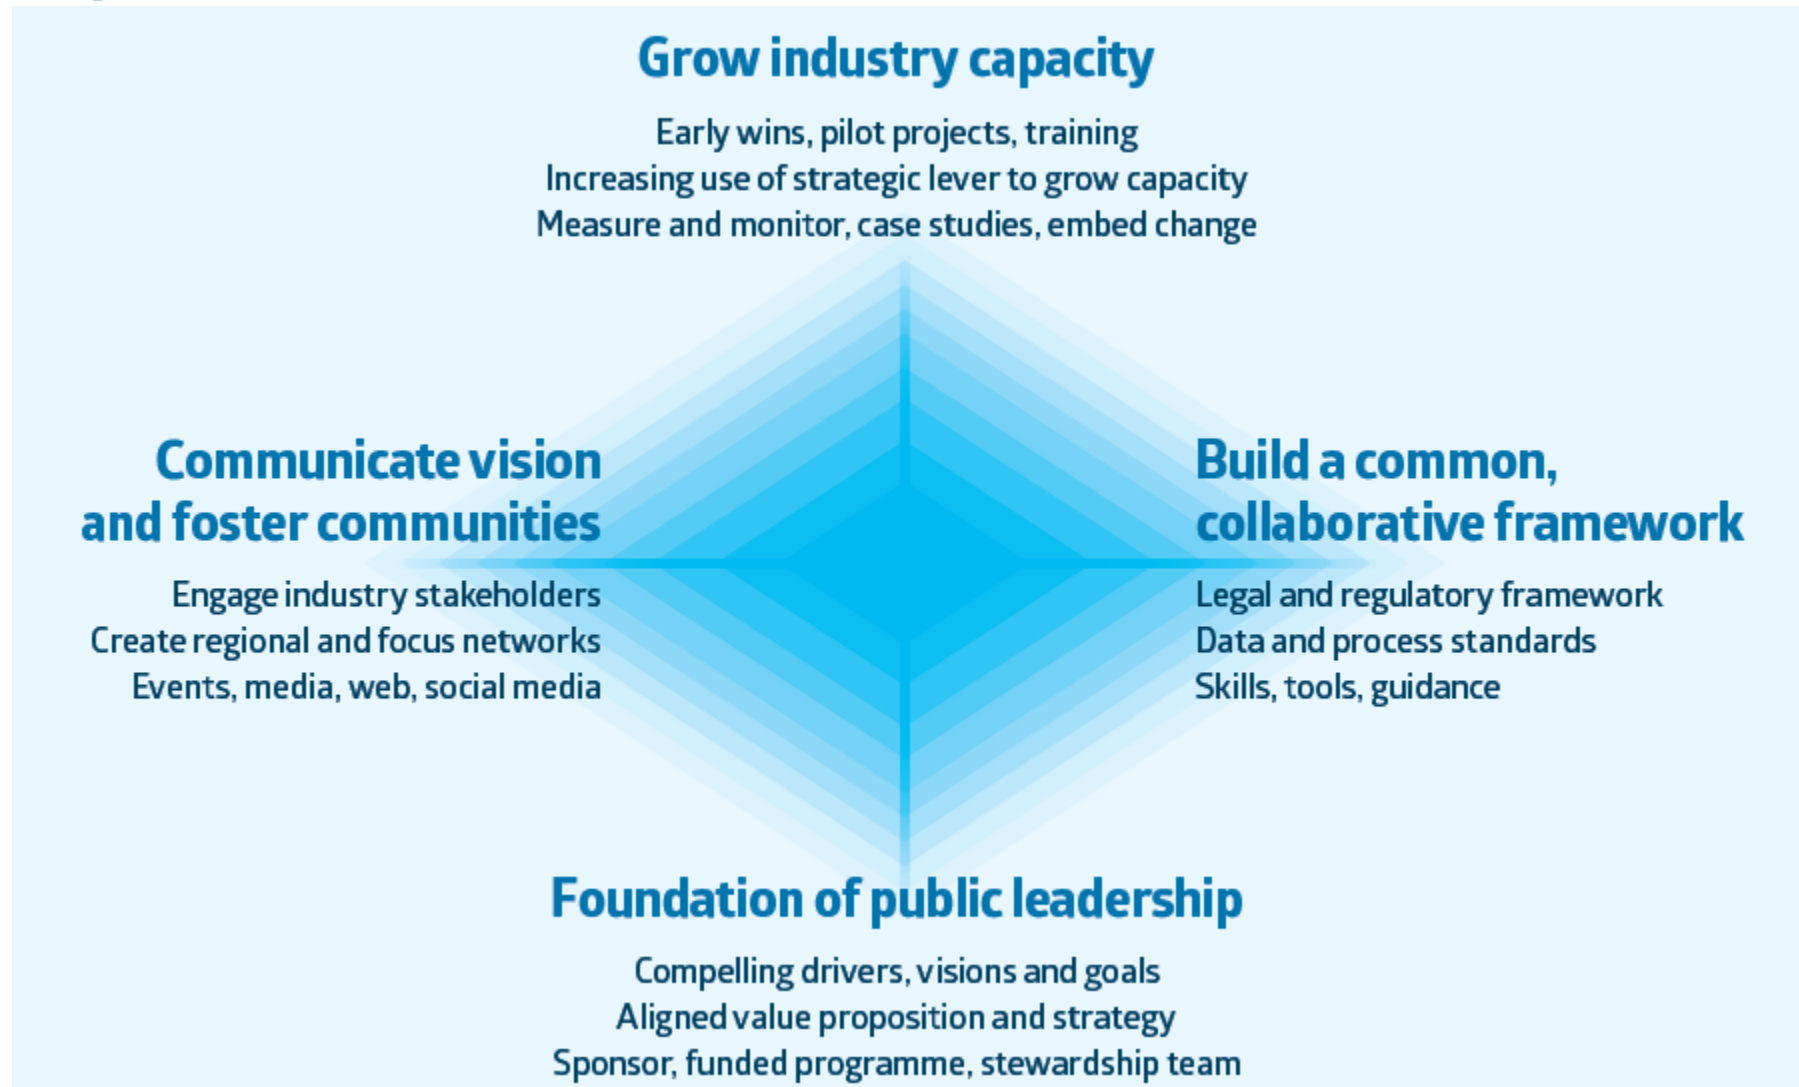 Grow industry capacity
Early wins, pilot projects, training
Increasing use of strategic lever to grow capacity
Measure and monitor, case studies, embed change
Communicate vision
and foster communities
Engage industry stakeholders
Create regional and focus networks
Events, media, web, social media
Build a common,
collaborative framework
Legal and regulatory framework
Data and process standards
Skills, tools, guidance
Foundation of public leadership
Compelling drivers, visions and goals
Aligned value proposition and strategy
Sponsor, funded programme, stewardship team